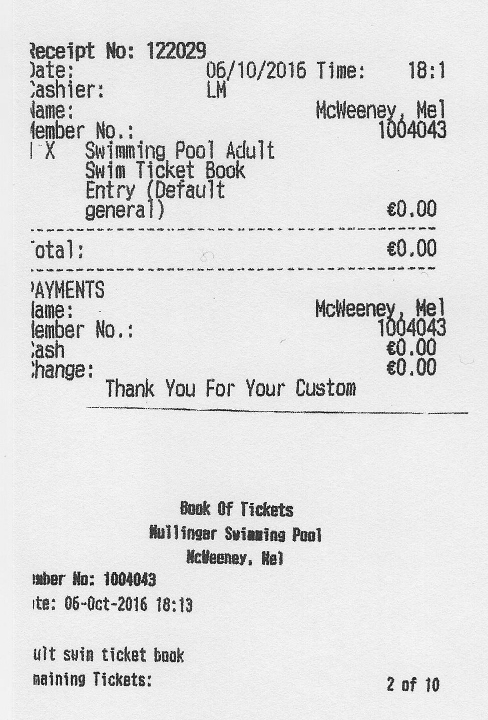 Receipt No: 122029
Date: 06/10/2016 Time: 18:1
Cashier: LM
Name: McWeeney, Mel
Member No.: 1004043
1 X Swimming Pool Adult
Swim Ticket Book
Entry (Default
general) €0.00
Total: €0.00
PAYMENTS
Name: McWeeney, Mel
Member No.: 1004043
Cash €0.00
Change: €0.00
Thank You For Your Custom
Book Of Tickets
Mullingar Swimming Pool
McWeeney, Mel
mber No: 1004043
te: 06-Oct-2016 18:13
ult swim ticket book
maining Tickets: 2 of 10